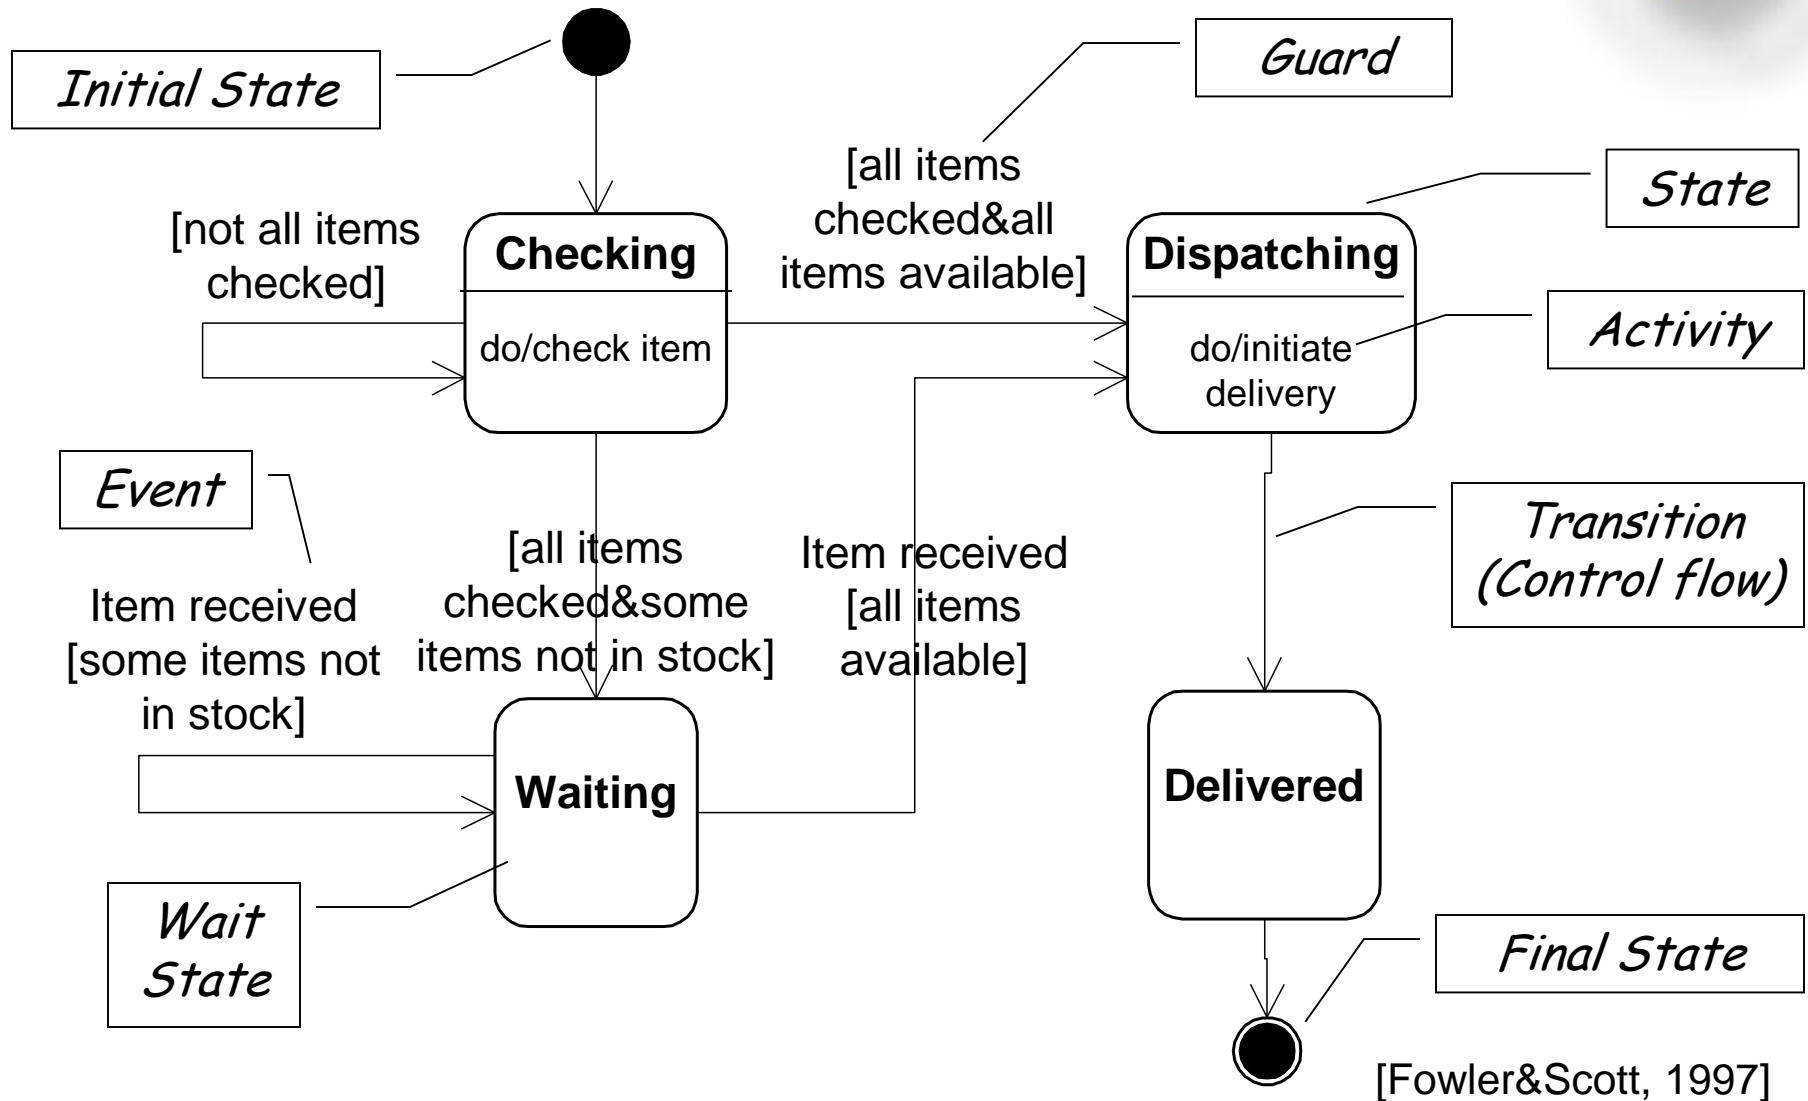 Initial State
Guard
[all items
checked&all
items available]
State
[not all items
checked]
Checking
do/check item
Dispatching
do/initiate
delivery
Activity
Event
Item received
[some items not
in stock]
[all items
checked&some
items not in stock]
Item received
[all items
available]
Transition
(Control flow)
Waiting
Delivered
Wait
State
Final State
[Fowler&Scott, 1997]